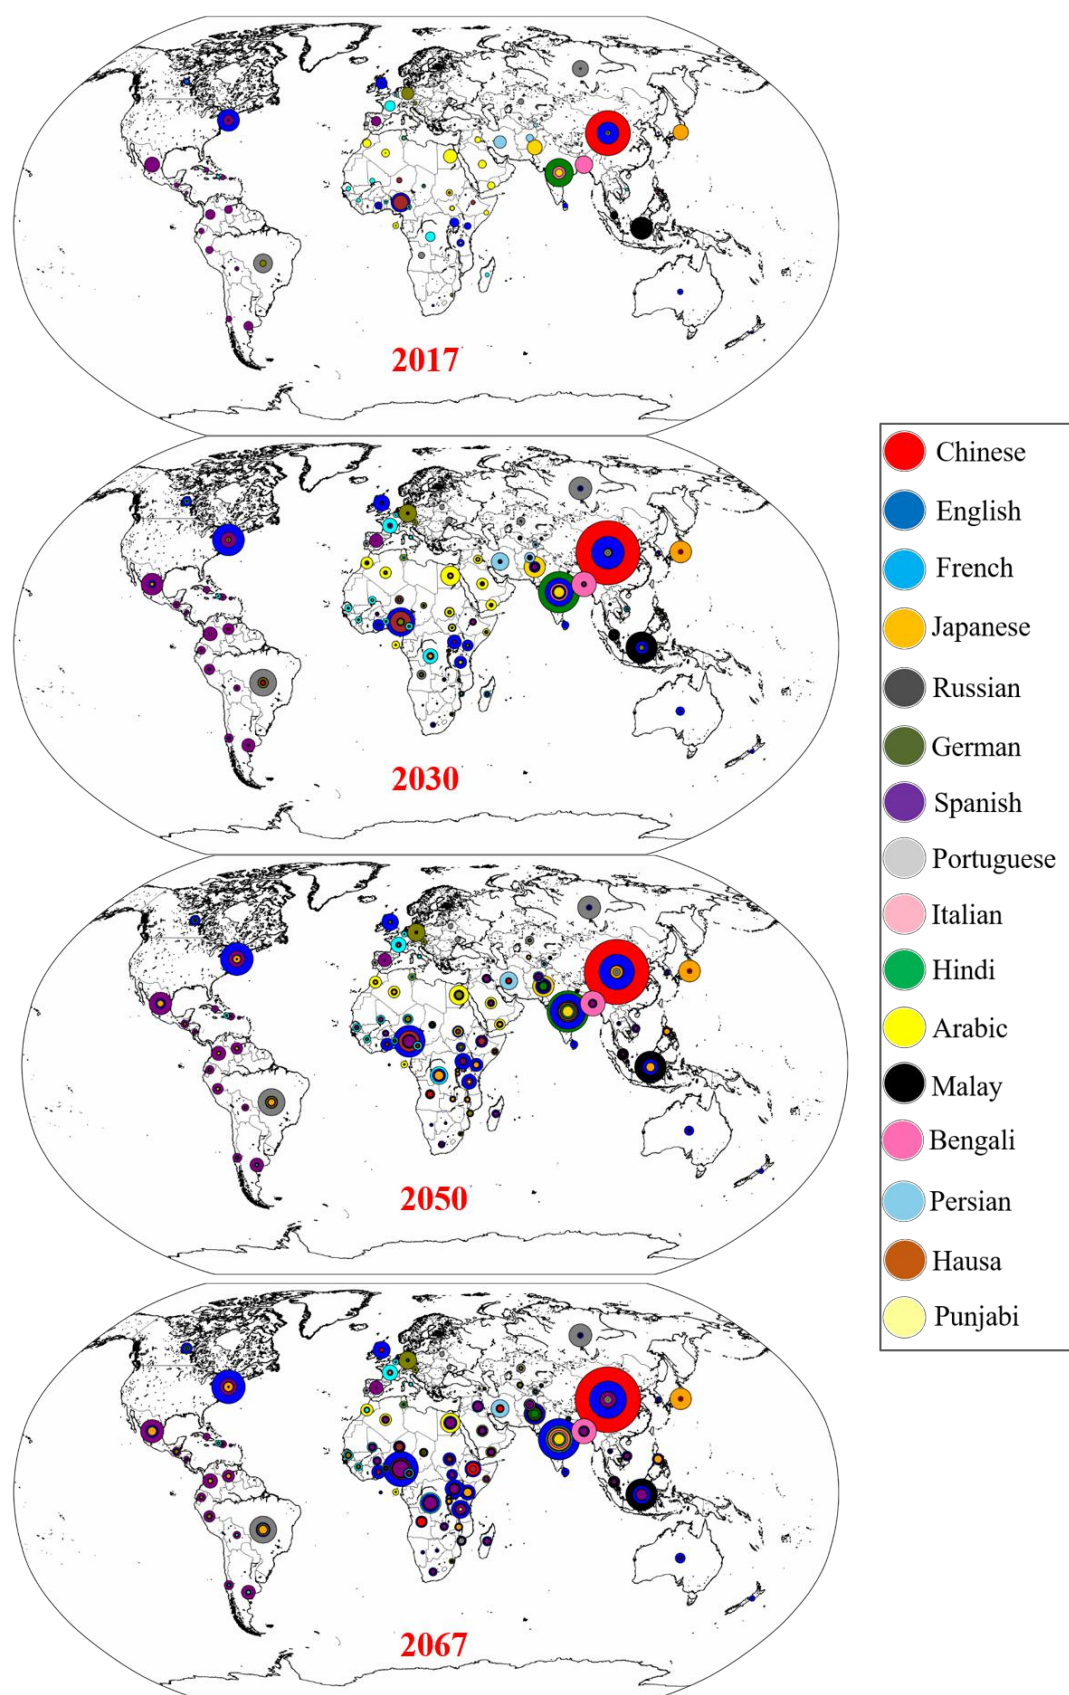 2017
2030
2050
2067
Chinese
English
French
Japanese
Russian
German
Spanish
Portuguese
Italian
Hindi
Arabic
Malay
Bengali
Persian
Hausa
Punjabi